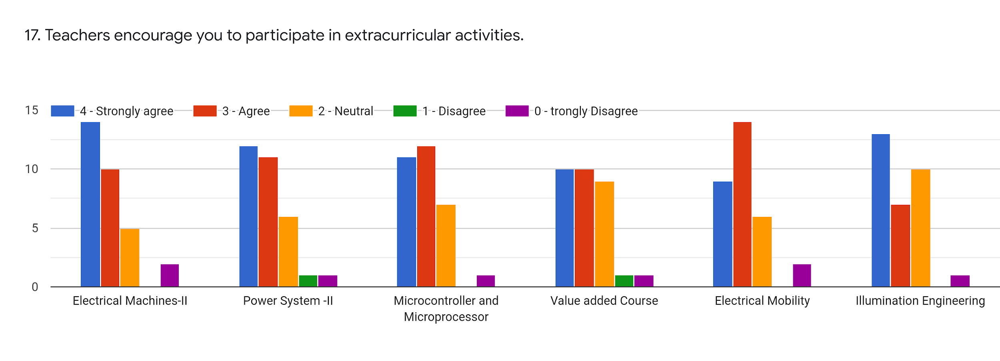 17. Teachers encourage you to participate in extracurricular activities.
15
4 - Strongly agree
3 - Agree
2 - Neutral
1 - Disagree
0 - trongly Disagree
10
5
0
Electrical Machines-II
Power System -II
Microcontroller and
Microprocessor
Value added Course
Electrical Mobility
Illumination Engineering